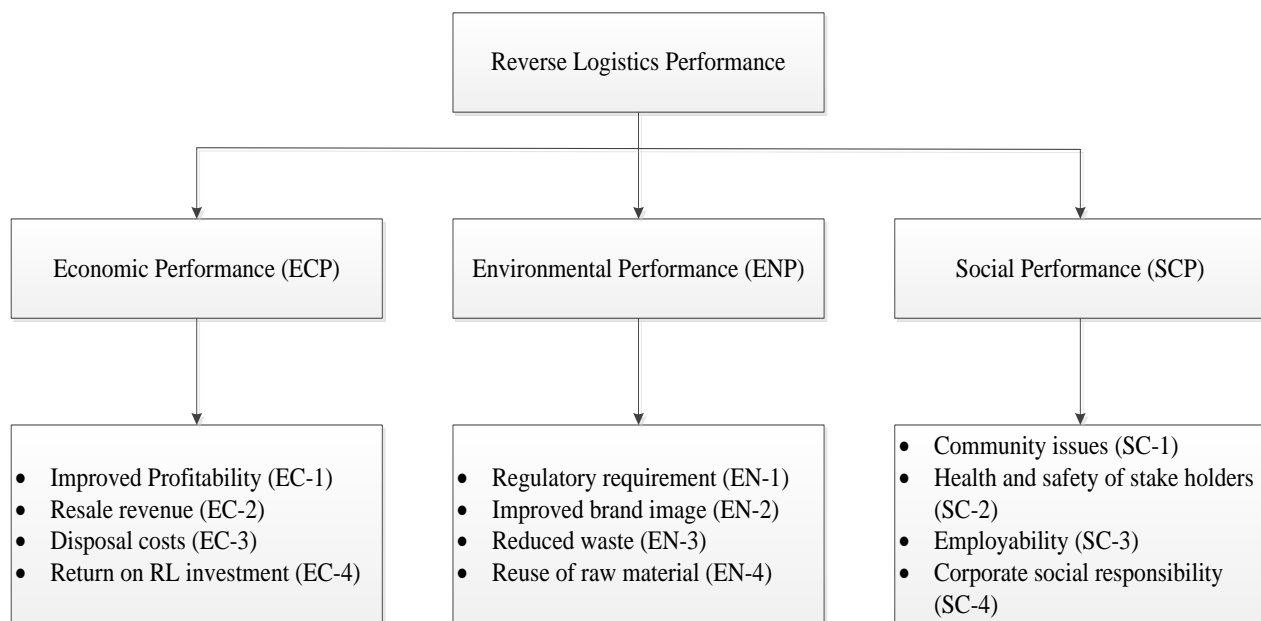 Reverse Logistics Performance
Economic Performance (ECP)
Environmental Performance (ENP)
Social Performance (SCP)
• Improved Profitability (EC-1)
• Resale revenue (EC-2)
• Disposal costs (EC-3)
• Return on RL investment (EC-4)
• Regulatory requirement (EN-1)
• Improved brand image (EN-2)
• Reduced waste (EN-3)
• Reuse of raw material (EN-4)
• Community issues (SC-1)
• Health and safety of stake holders
(SC-2)
• Employability (SC-3)
• Corporate social responsibility
(SC-4)